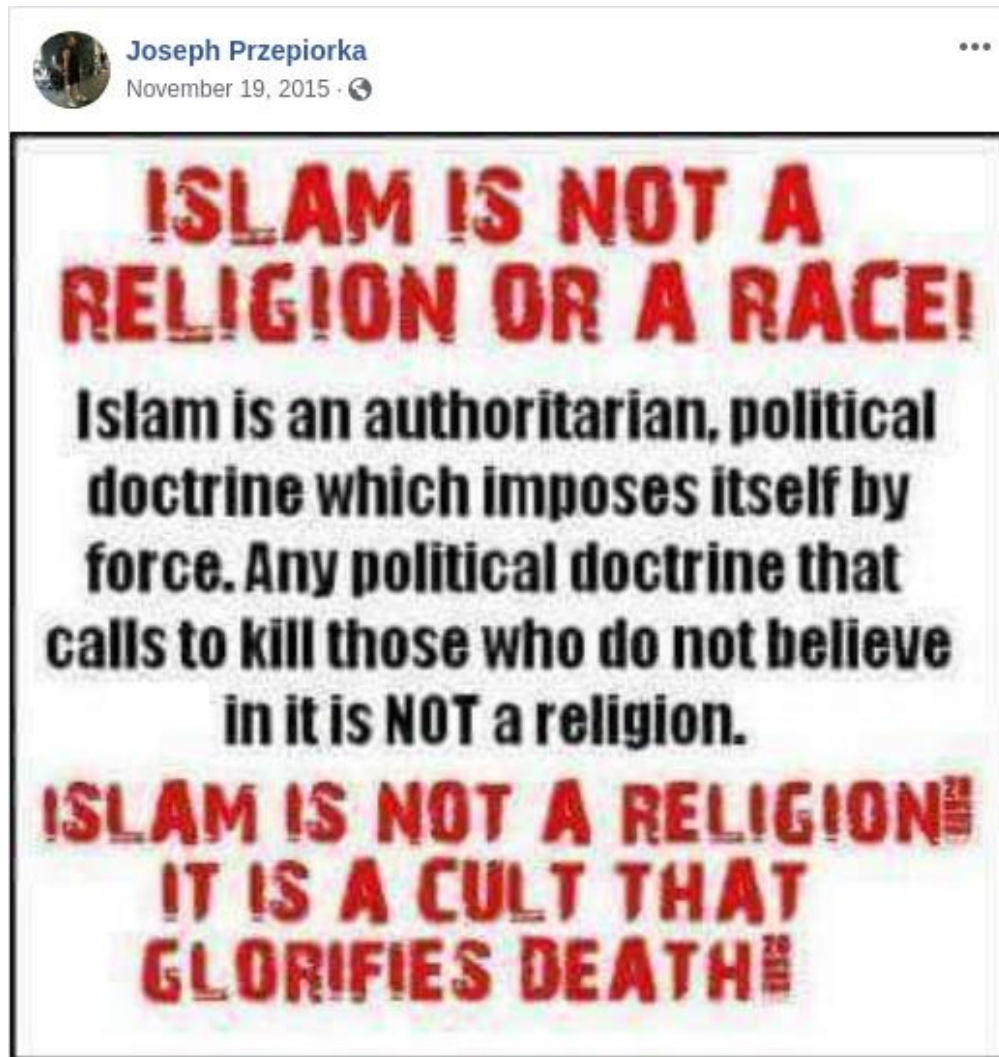 Joseph Przepiorka
November 19, 2015 ·
ISLAM IS NOT A
RELIGION OR A RACE!
Islam is an authoritarian, political
doctrine which imposes itself by
force. Any political doctrine that
calls to kill those who do not believe
in it is NOT a religion.
ISLAM IS NOT A RELIGION
IT IS A CULT THAT
GLORIFIES DEATH